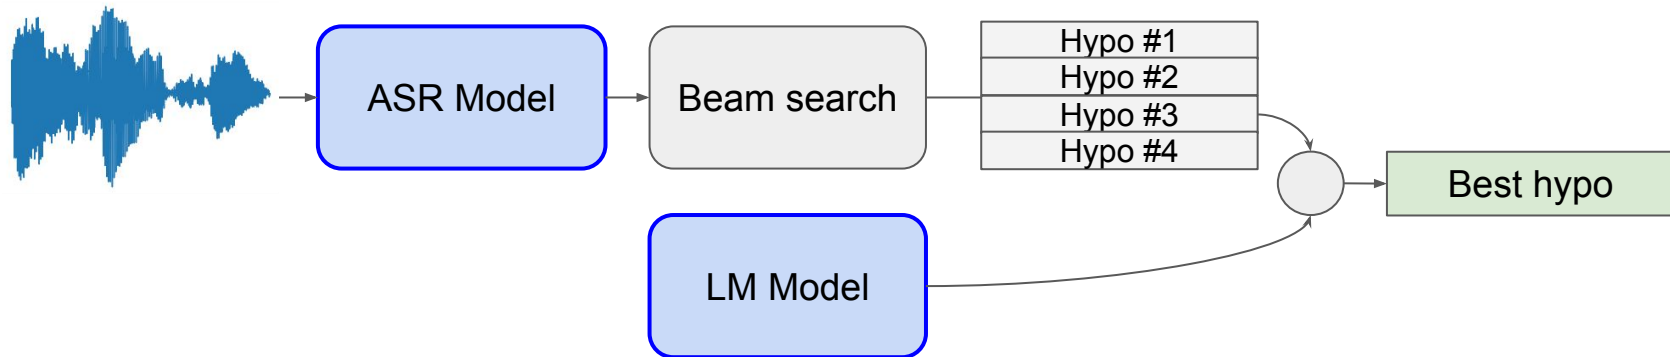 ASR Model
Beam search
Hypo #1
Hypo #2
Hypo #3
Hypo #4
Best hypo
LM Model